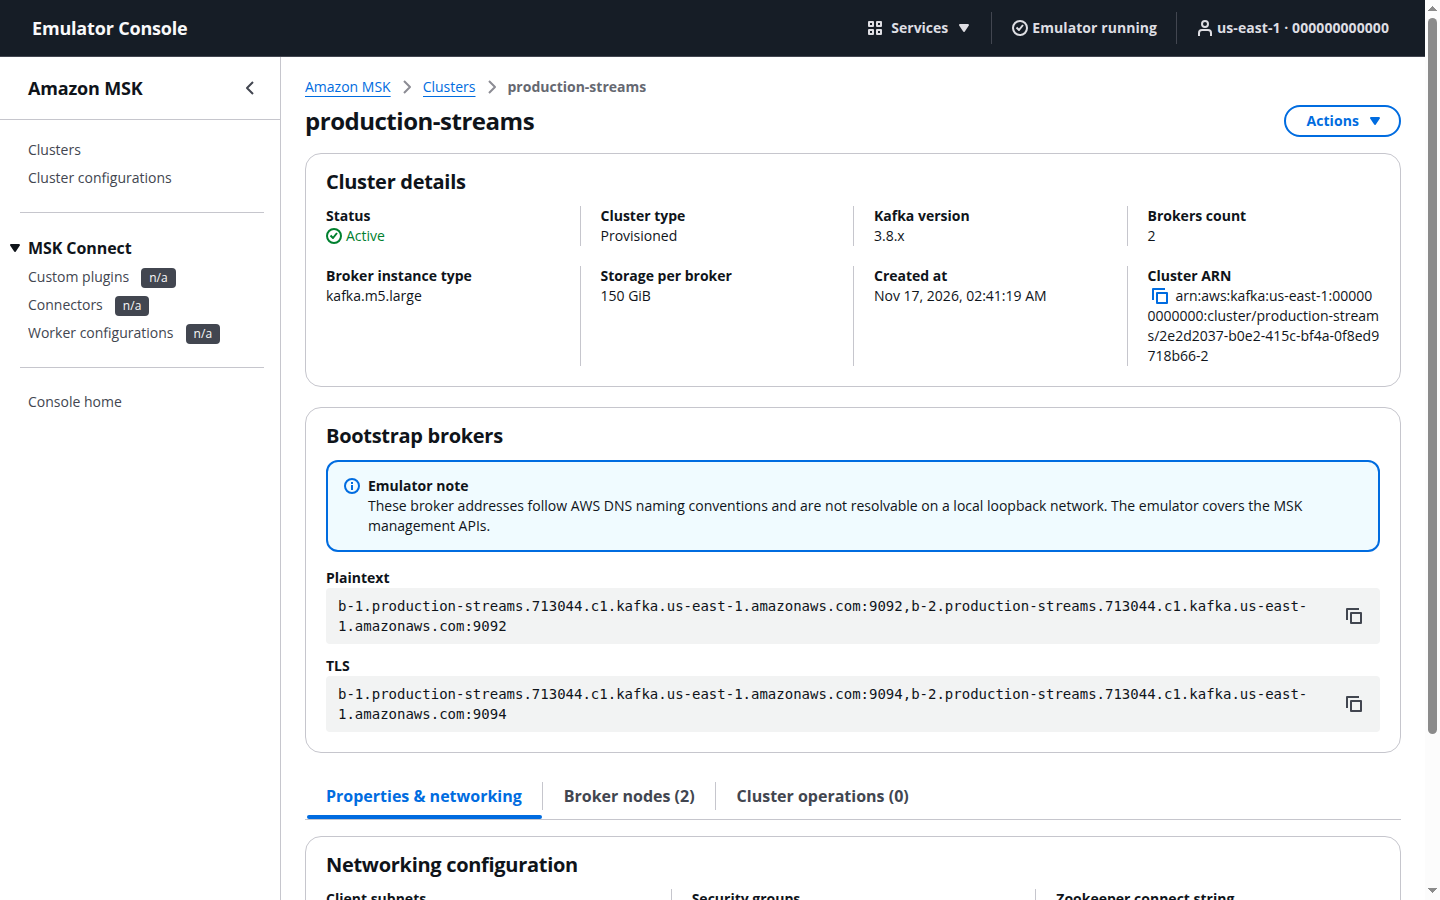 Emulator Console
Services
Emulator running
us-east-1 · 000000000000
Amazon MSK
Clusters
Cluster configurations
MSK Connect
Custom plugins n/a
Connectors n/a
Worker configurations n/a
Console home
Amazon MSK > Clusters > production-streams
production-streams
Actions
Cluster details
Status
Active
Cluster type
Provisioned
Kafka version
3.8.x
Brokers count
2
Broker instance type
kafka.m5.large
Storage per broker
150 GiB
Created at
Nov 17, 2026, 02:41:19 AM
Cluster ARN
arn:aws:kafka:us-east-1:00000
0000000:cluster/production-stream
s/2e2d2037-b0e2-415c-bf4a-0f8ed9
718b66-2
Bootstrap brokers
Emulator note
These broker addresses follow AWS DNS naming conventions and are not resolvable on a local loopback network. The emulator covers the MSK
management APIs.
Plaintext
b-1.production-streams.713044.c1.kafka.us-east-1.amazonaws.com:9092,b-2.production-streams.713044.c1.kafka.us-east-
1.amazonaws.com:9092
TLS
b-1.production-streams.713044.c1.kafka.us-east-1.amazonaws.com:9094,b-2.production-streams.713044.c1.kafka.us-east-
1.amazonaws.com:9094
Properties & networking
Broker nodes (2)
Cluster operations (0)
Networking configuration
Client subnets
Security groups
Zookeeper connect string